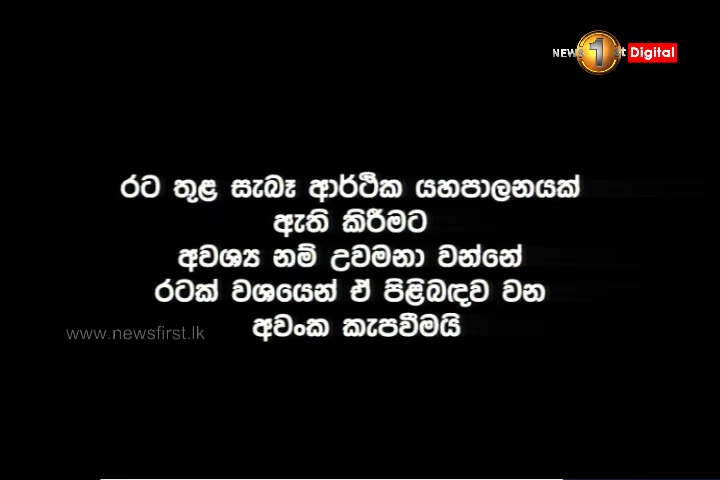 NEWS 1st Digital
රට තුළ සැබෑ ආර්ථික යහපාලනයක්
ඇති කිරීමට
අවශ්‍ය නම් උවමනා වන්නේ
රටක් වශයෙන් ඒ පිළිබඳව වන
අවංක කැපවීමයි
www.newsfirst.lk